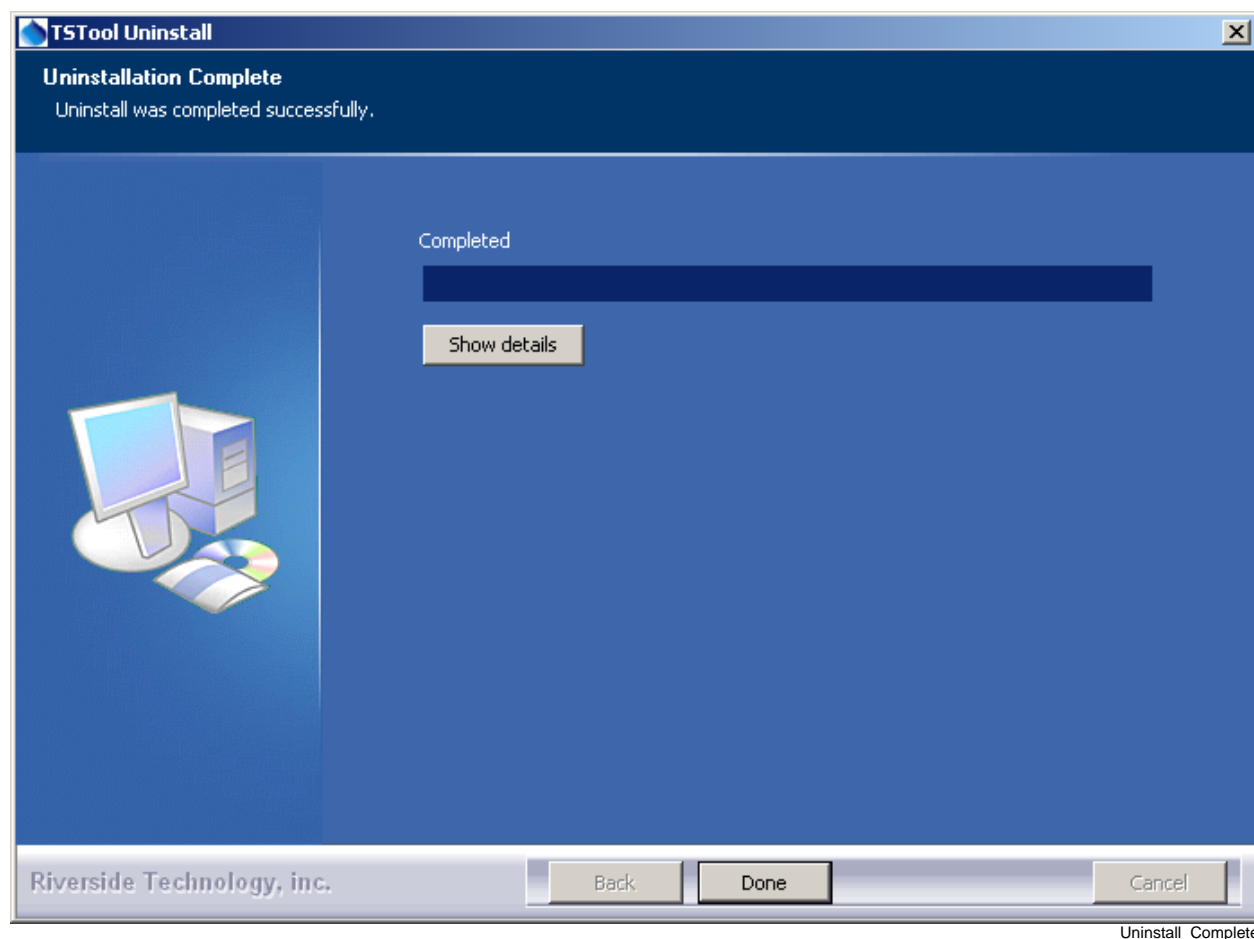 TSTool Uninstall
Uninstallation Complete
Uninstall was completed successfully.
Completed
Show details
Riverside Technology, inc.
Back
Done
Cancel
Uninstall_Complete